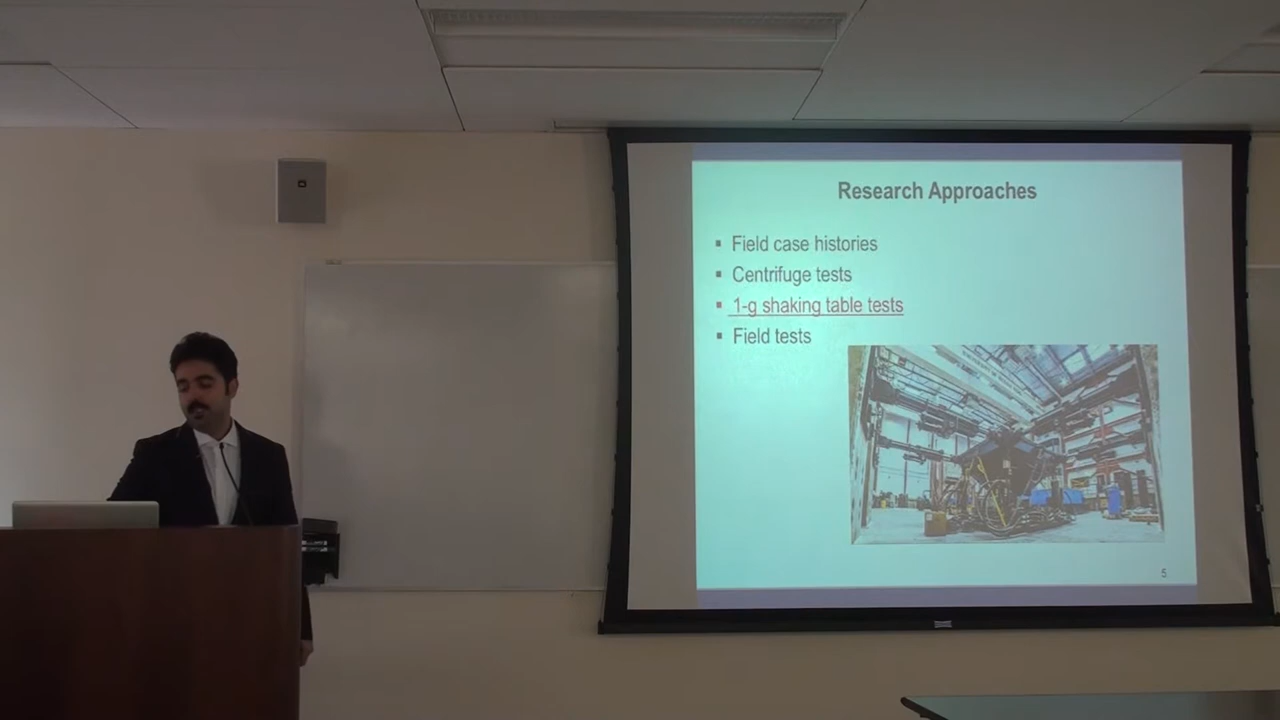 Research Approaches
▪ Field case histories
▪ Centrifuge tests
▪ 1-g shaking table tests
▪ Field tests
5